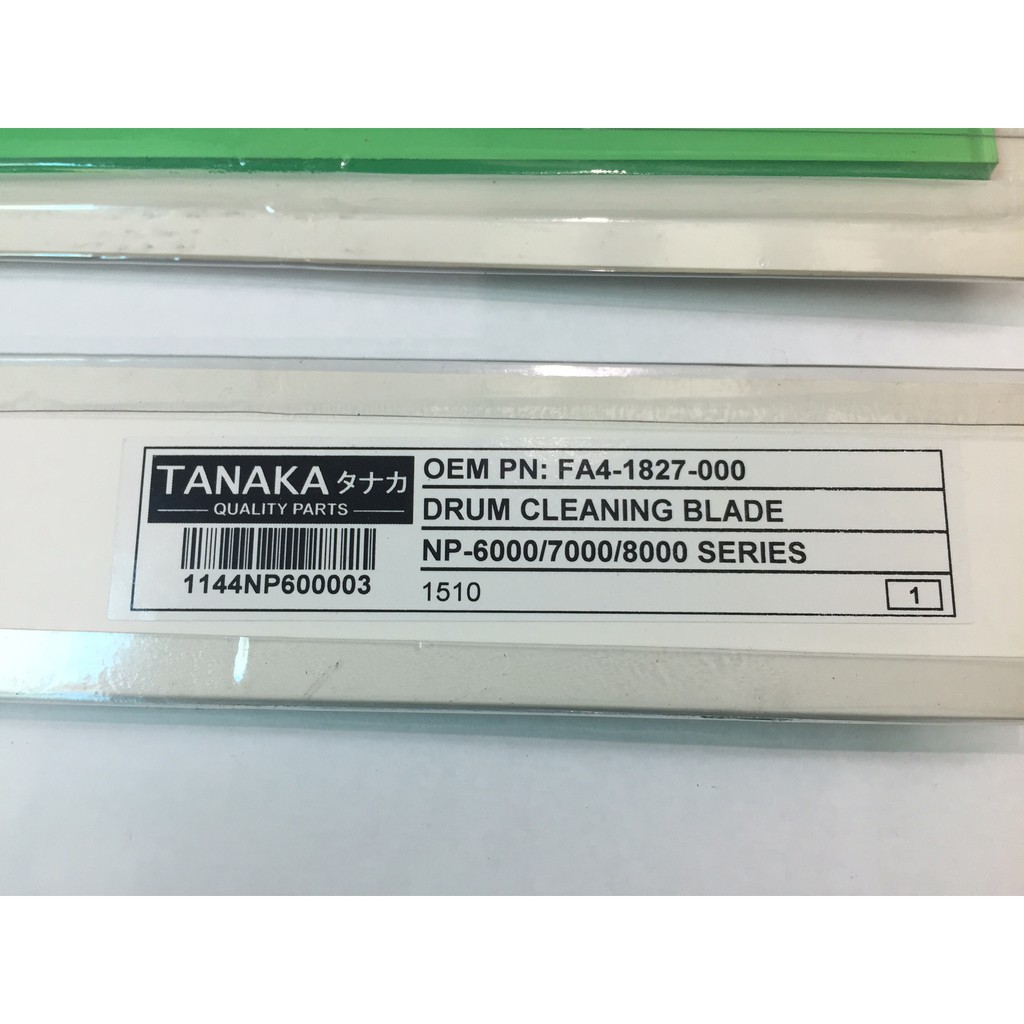 TANAKA タナカ
QUALITY PARTS
1144NP600003
OEM PN: FA4-1827-000
DRUM CLEANING BLADE
NP-6000/7000/8000 SERIES
1510
1